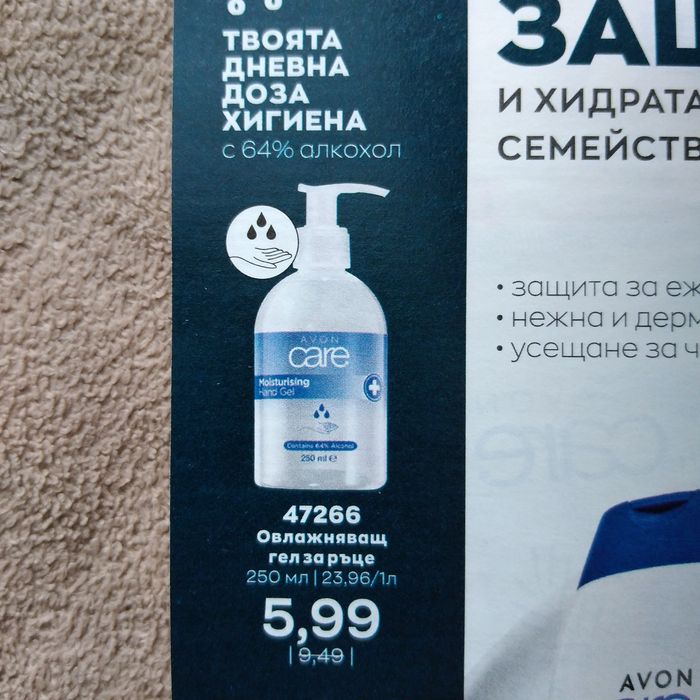 ТВОЯТА
ДНЕВНА
ДОЗА
ХИГИЕНА
с 64% алкохол
AVON
care
Moisturising
Hand Gel
Contains 64% Alcohol
250 ml e
47266
Овлажняващ
гел за ръце
250 мл | 23,96/1л
5,99
| 9,49 |
И ХИДРАТА
СЕМЕЙСТВ
• защита за еж
• нежна и дерм
• усещане за ч
AVON